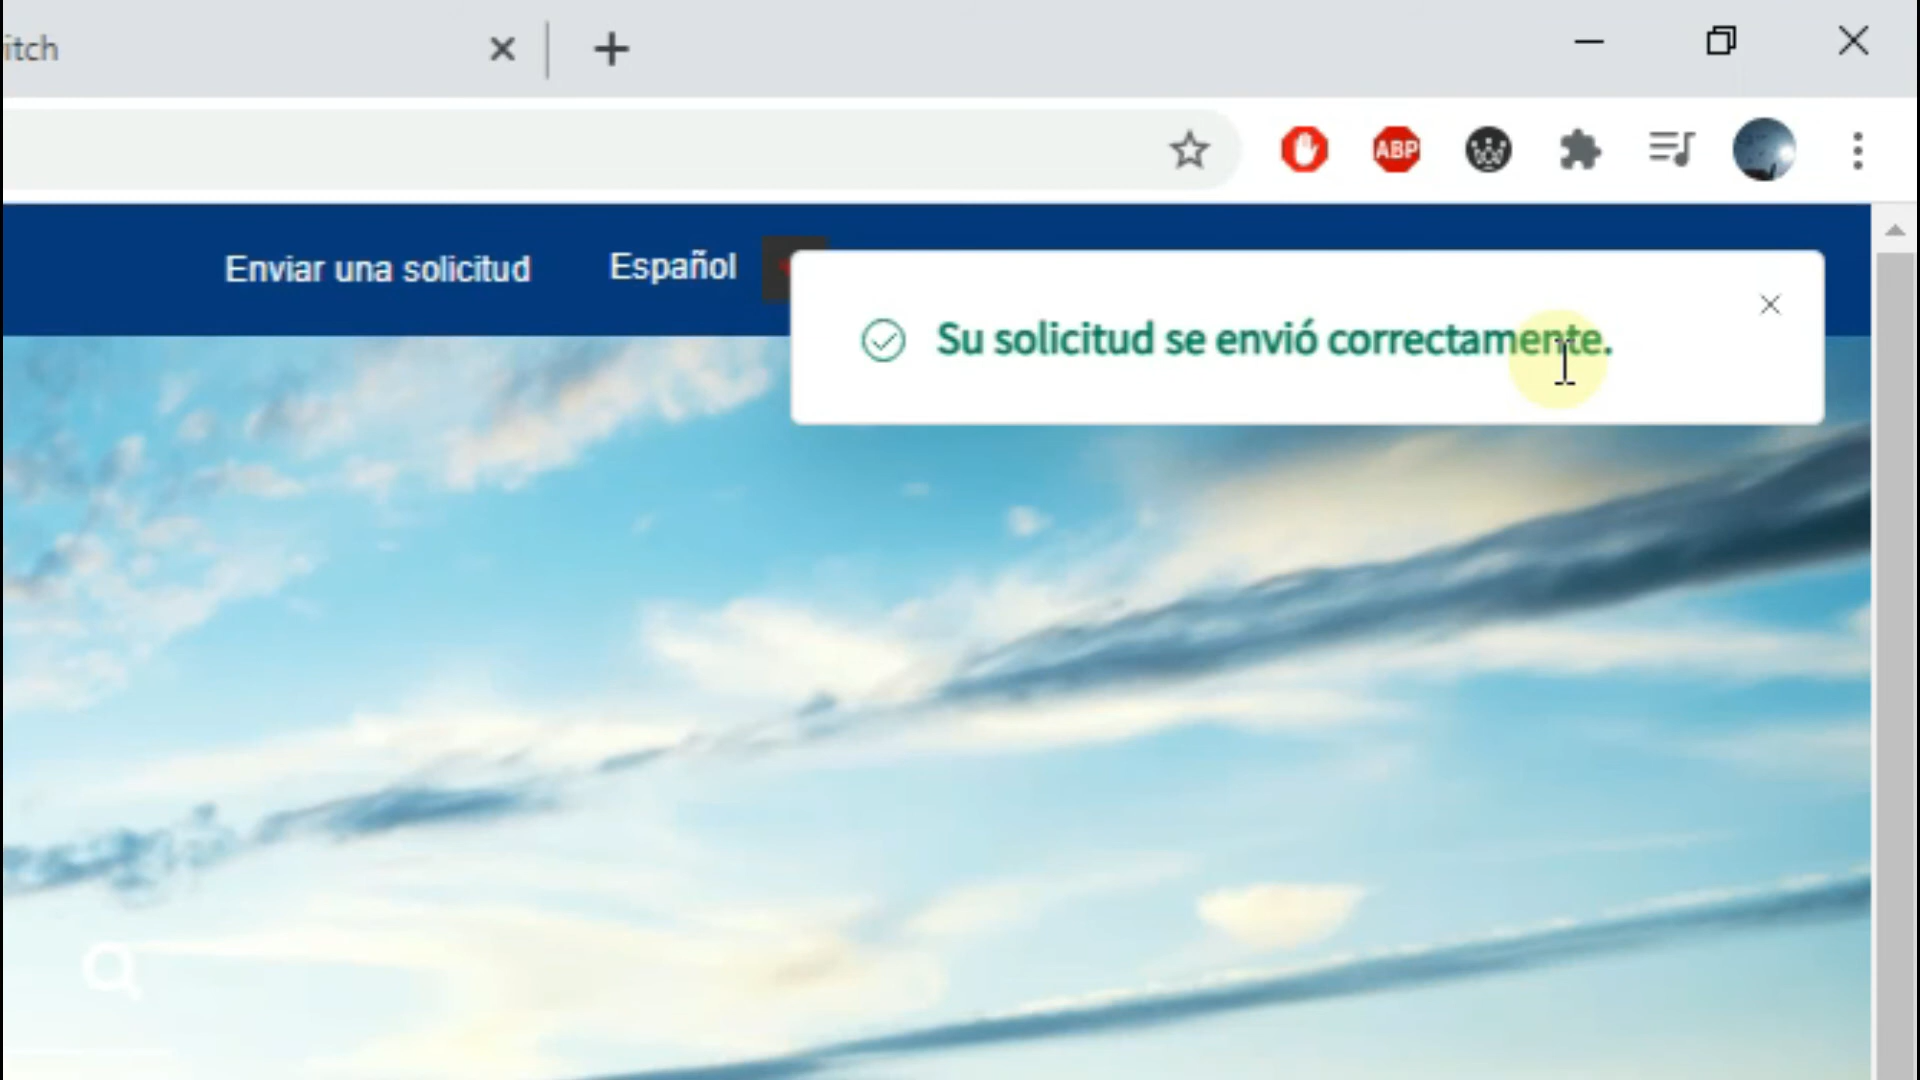 itch
ABP
Enviar una solicitud
Español
Su solicitud se envió correctamente.